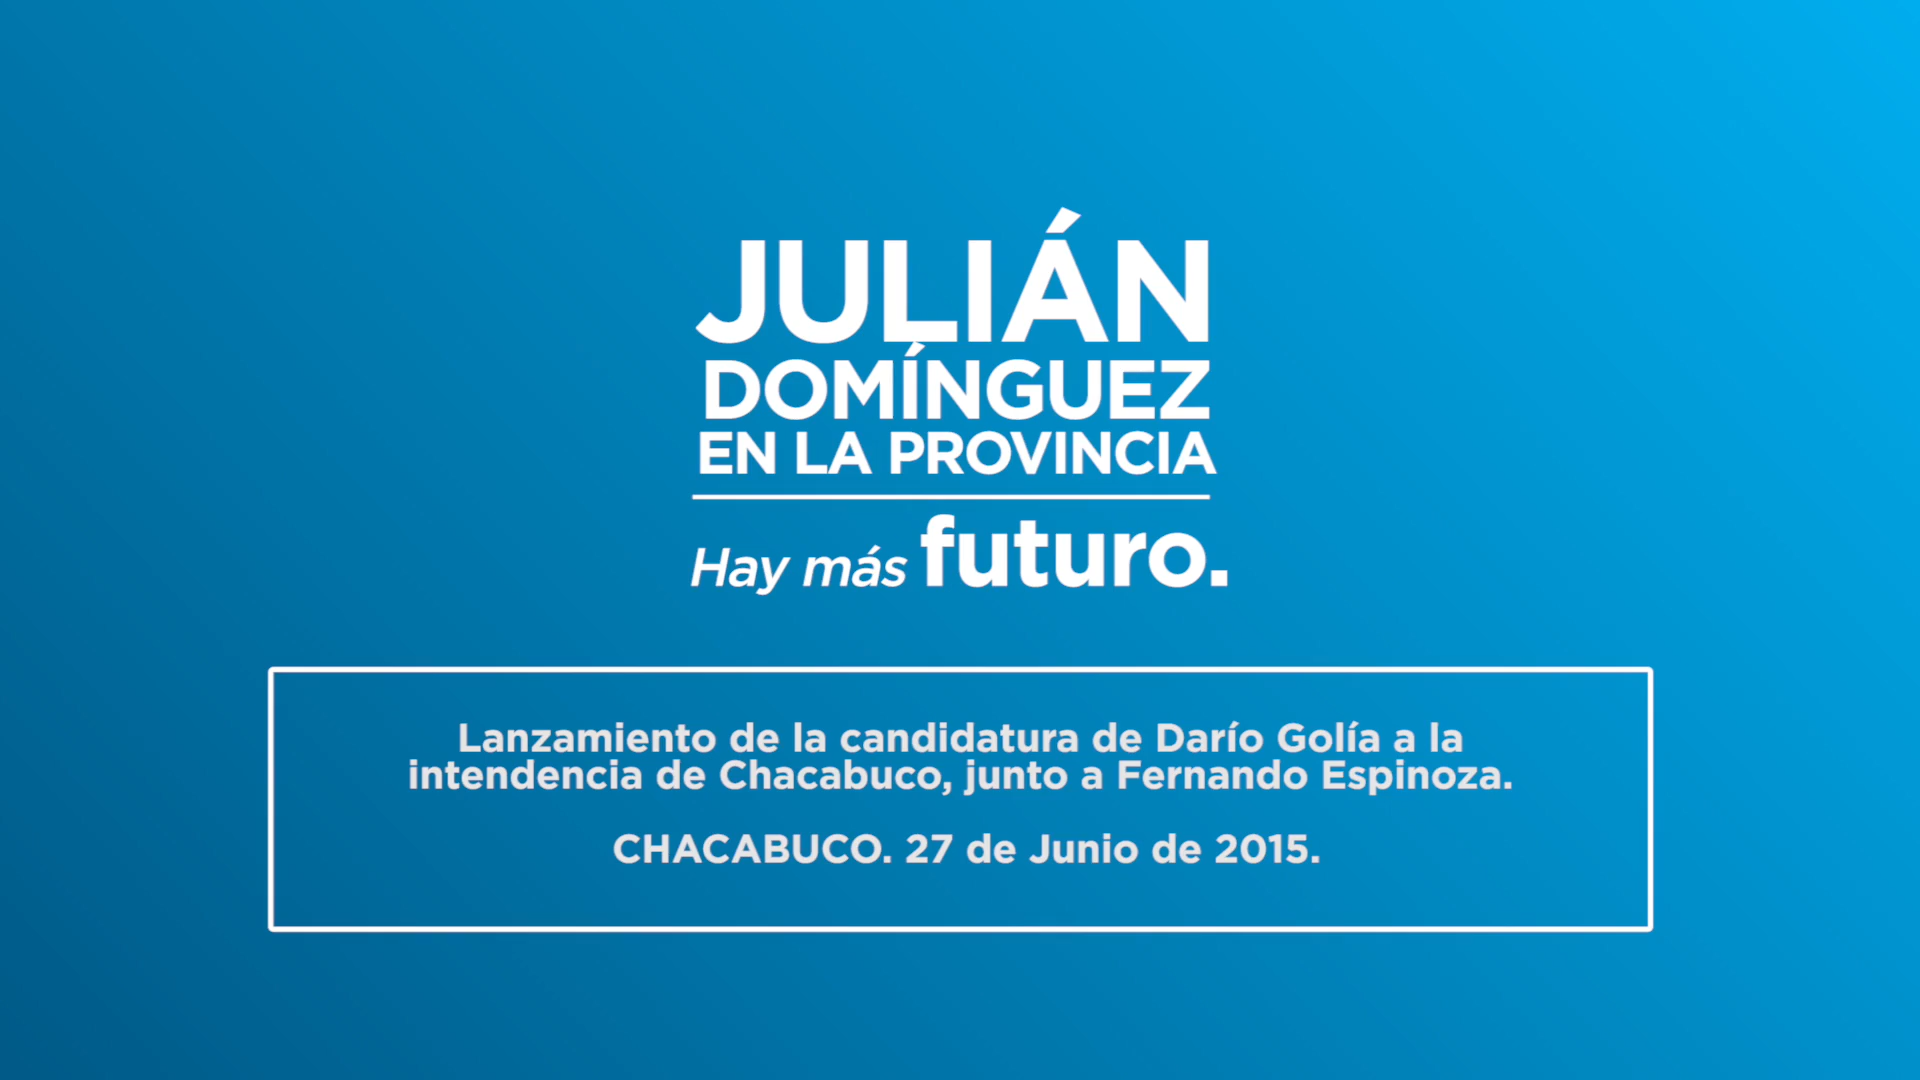 JULIÁN
DOMÍNGUEZ
EN LA PROVINCIA
Hay más futuro.
Lanzamiento de la candidatura de Darío Golía a la
intendencia de Chacabuco, junto a Fernando Espinoza.
CHACABUCO. 27 de Junio de 2015.